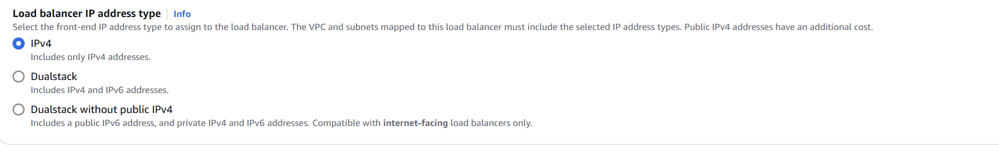 Load balancer IP address type Info
Select the front-end IP address type to assign to the load balancer. The VPC and subnets mapped to this load balancer must include the selected IP address types. Public IPv4 addresses have an additional cost.
IPv4
Includes only IPv4 addresses.
Dualstack
Includes IPv4 and IPv6 addresses.
Dualstack without public IPv4
Includes a public IPv6 address, and private IPv4 and IPv6 addresses. Compatible with internet-facing load balancers only.